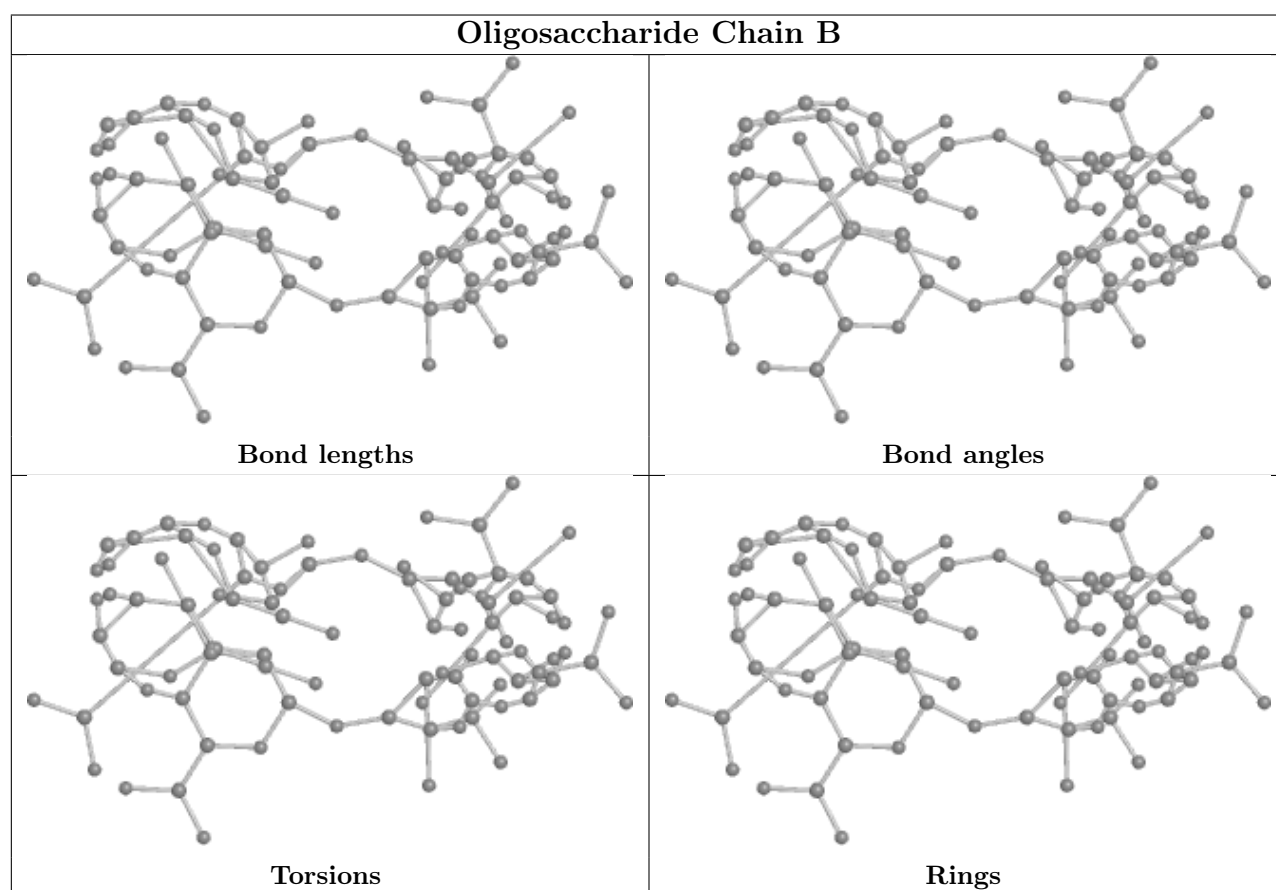 Oligosaccharide Chain B
Bond lengths
Bond angles
Torsions
Rings